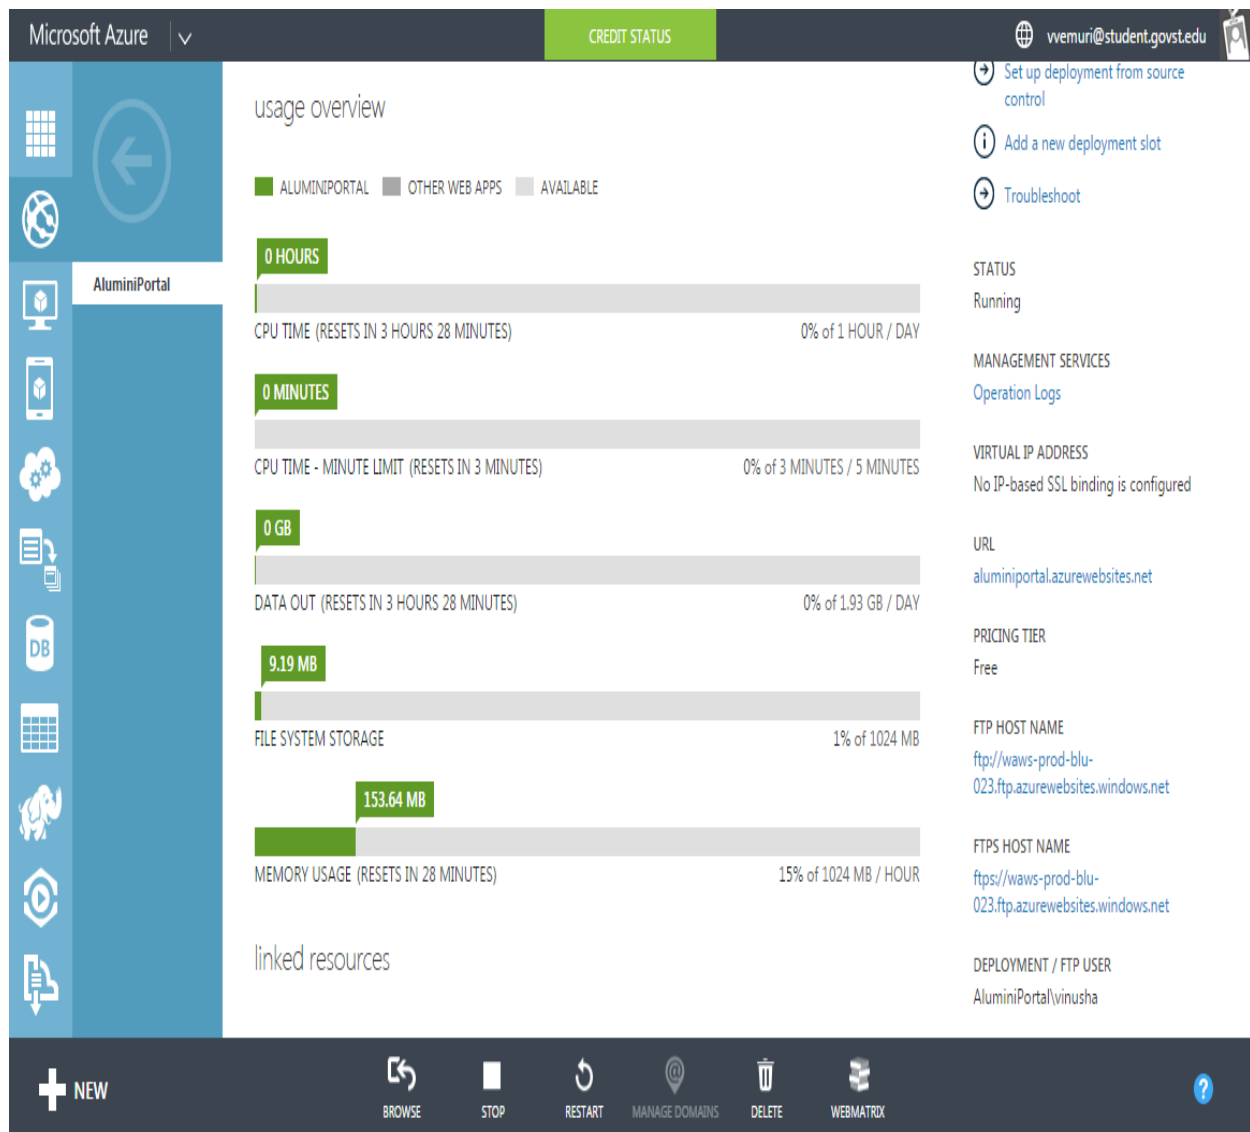 Microsoft Azure
CREDIT STATUS
vvemuri@student.govst.edu
AluminiPortal
usage overview
ALUMINIPORTAL OTHER WEB APPS AVAILABLE
0 HOURS
CPU TIME (RESETS IN 3 HOURS 28 MINUTES) 0% of 1 HOUR / DAY
0 MINUTES
CPU TIME - MINUTE LIMIT (RESETS IN 3 MINUTES) 0% of 3 MINUTES / 5 MINUTES
0 GB
DATA OUT (RESETS IN 3 HOURS 28 MINUTES) 0% of 1.93 GB / DAY
9.19 MB
FILE SYSTEM STORAGE 1% of 1024 MB
153.64 MB
MEMORY USAGE (RESETS IN 28 MINUTES) 15% of 1024 MB / HOUR
linked resources
Set up deployment from source
control
Add a new deployment slot
Troubleshoot
STATUS
Running
MANAGEMENT SERVICES
Operation Logs
VIRTUAL IP ADDRESS
No IP-based SSL binding is configured
URL
aluminiportal.azurewebsites.net
PRICING TIER
Free
FTP HOST NAME
ftp://waws-prod-blu-
023.ftp.azurewebsites.windows.net
FTPS HOST NAME
ftps://waws-prod-blu-
023.ftp.azurewebsites.windows.net
DEPLOYMENT / FTP USER
AluminiPortal\vinusha
DB
NEW
BROWSE STOP RESTART MANAGE DOMAINS DELETE WEBMATRIX
?